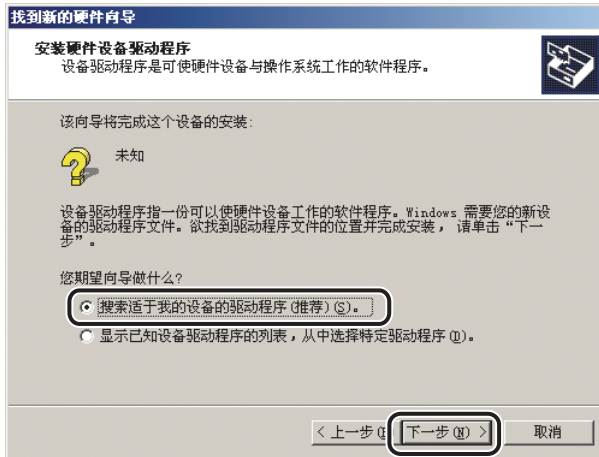 找到新的硬件向导
安装硬件设备驱动程序
设备驱动程序是可使硬件设备与操作系统工作的软件程序。
该向导将完成这个设备的安装:
未知
设备驱动程序指一份可以使硬件设备工作的软件程序。Windows 需要您的新设
备的驱动程序文件。欲找到驱动程序文件的位置并完成安装， 请单击“下一
步”。
您期望向导做什么?
搜索适于我的设备的驱动程序(推荐)(S)。
显示已知设备驱动程序的列表，从中选择特定驱动程序(D)。
< 上一步(B 下一步(N) > 取消